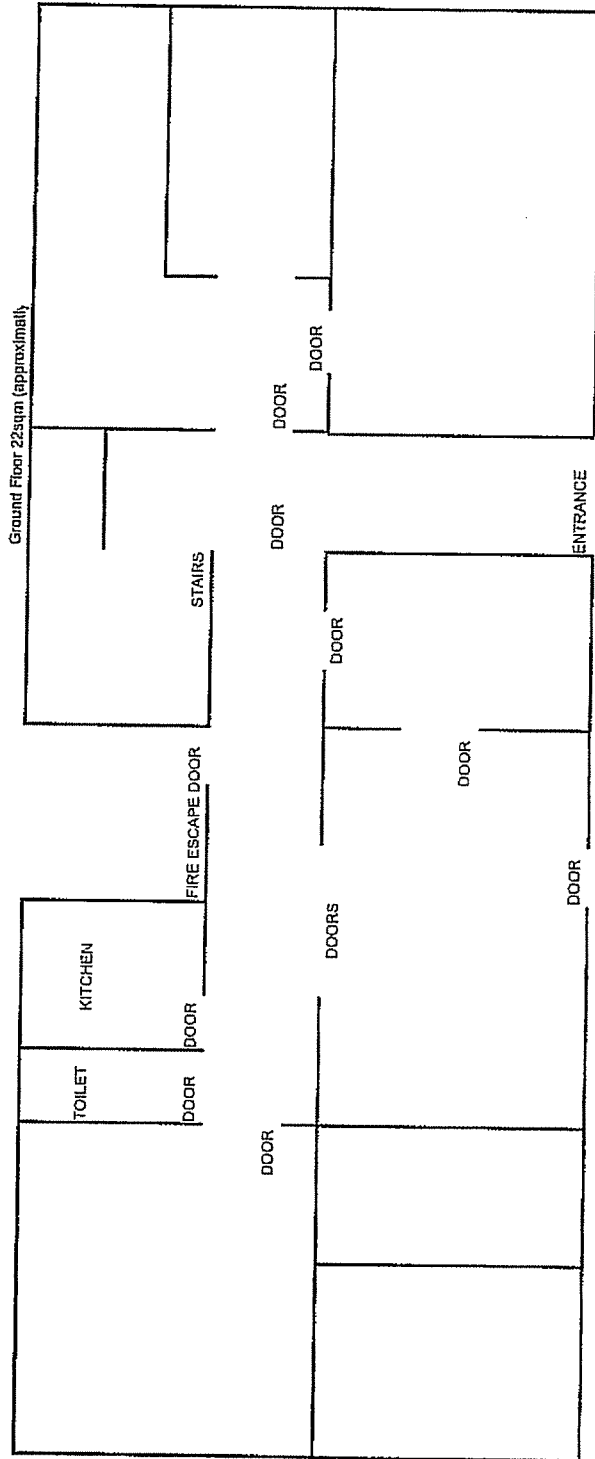 Ground Floor 22sqm (approximatly
TOILET
KITCHEN
DOOR
DOOR
FIRE ESCAPE DOOR
STAIRS
DOOR
DOOR
DOOR
DOOR
DOORS
DOOR
DOOR
DOOR
ENTRANCE